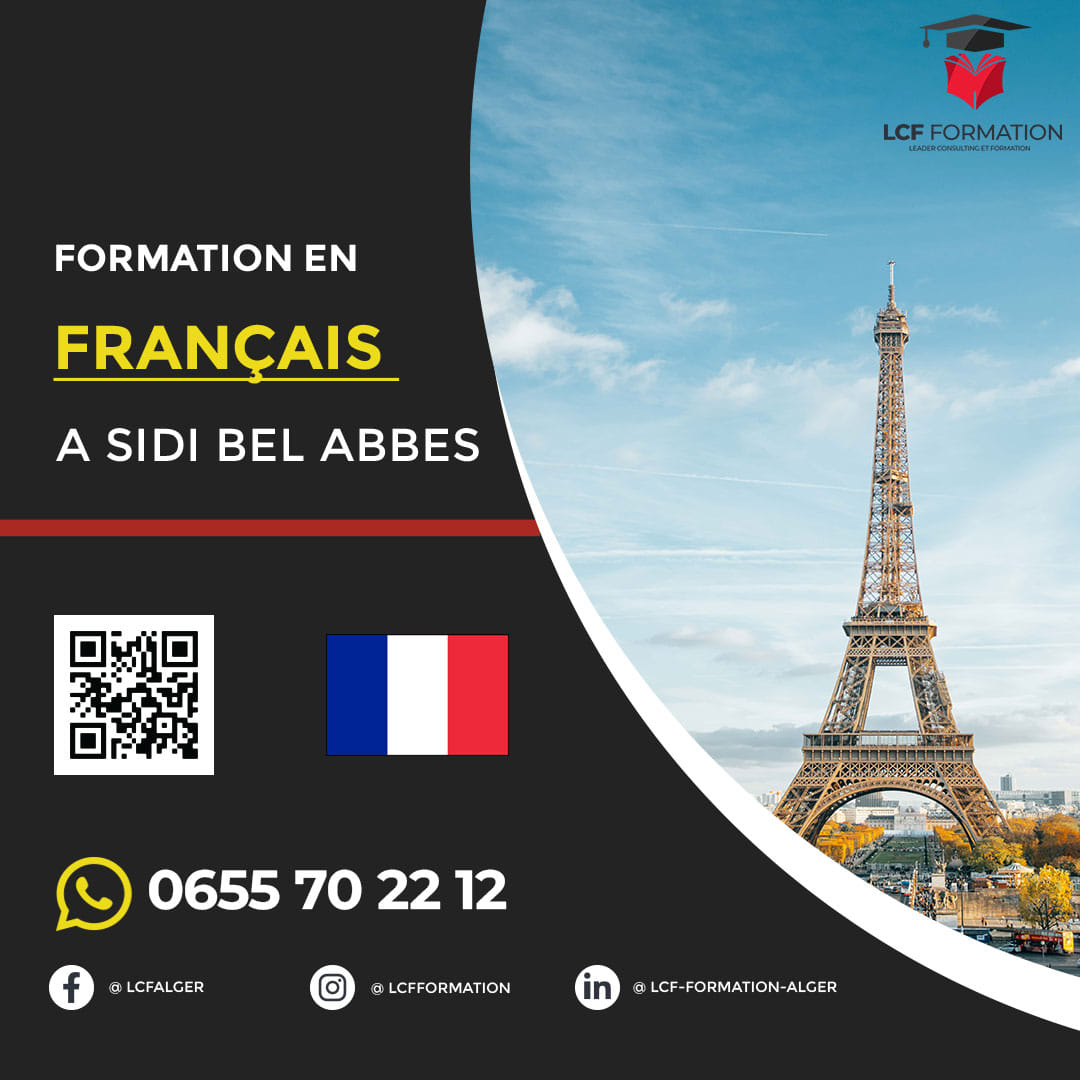 LCF FORMATION
LEADER CONSULTING ET FORMATION
FORMATION EN
FRANÇAIS
A SIDI BEL ABBES
0655 70 22 12
@ LCFALGER
@ LCFFORMATION
@ LCF-FORMATION-ALGER